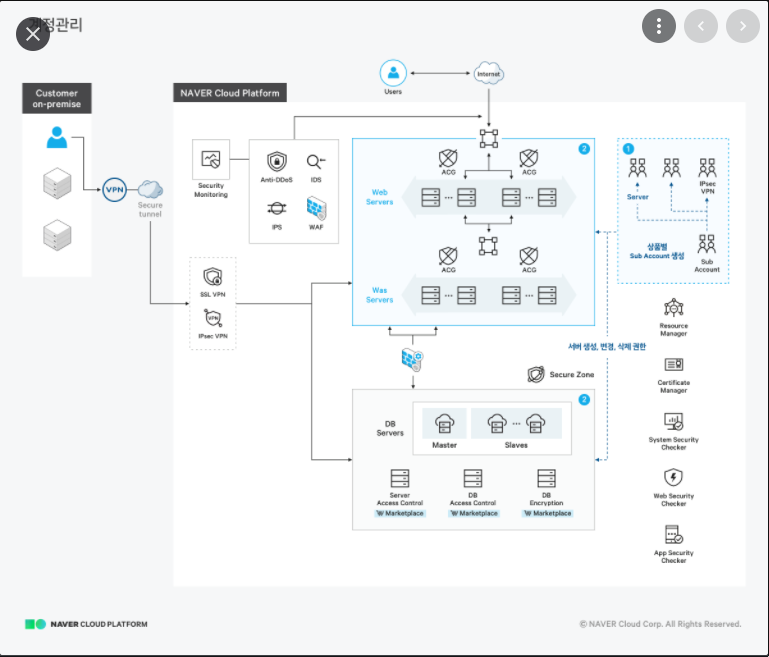 계정관리
Customer
on-premise
NAVER Cloud Platform
Users
Internet
VPN
Secure
tunnel
Security
Monitoring
Anti-DDoS
IDS
IPS
WAF
SSL VPN
VPN
IPsec VPN
2
ACG
ACG
Web
Servers
ACG
ACG
Was
Servers
1
IPsec
VPN
Server
상품별
Sub Account 생성
Sub
Account
서버 생성, 변경, 삭제 권한
Secure Zone
2
DB
Servers
Master
Slaves
Server
Access Control
Marketplace
DB
Access Control
Marketplace
DB
Encryption
Marketplace
Resource
Manager
Certificate
Manager
System Security
Checker
Web Security
Checker
App Security
Checker
NAVER CLOUD PLATFORM
© NAVER Cloud Corp. All Rights Reserved.